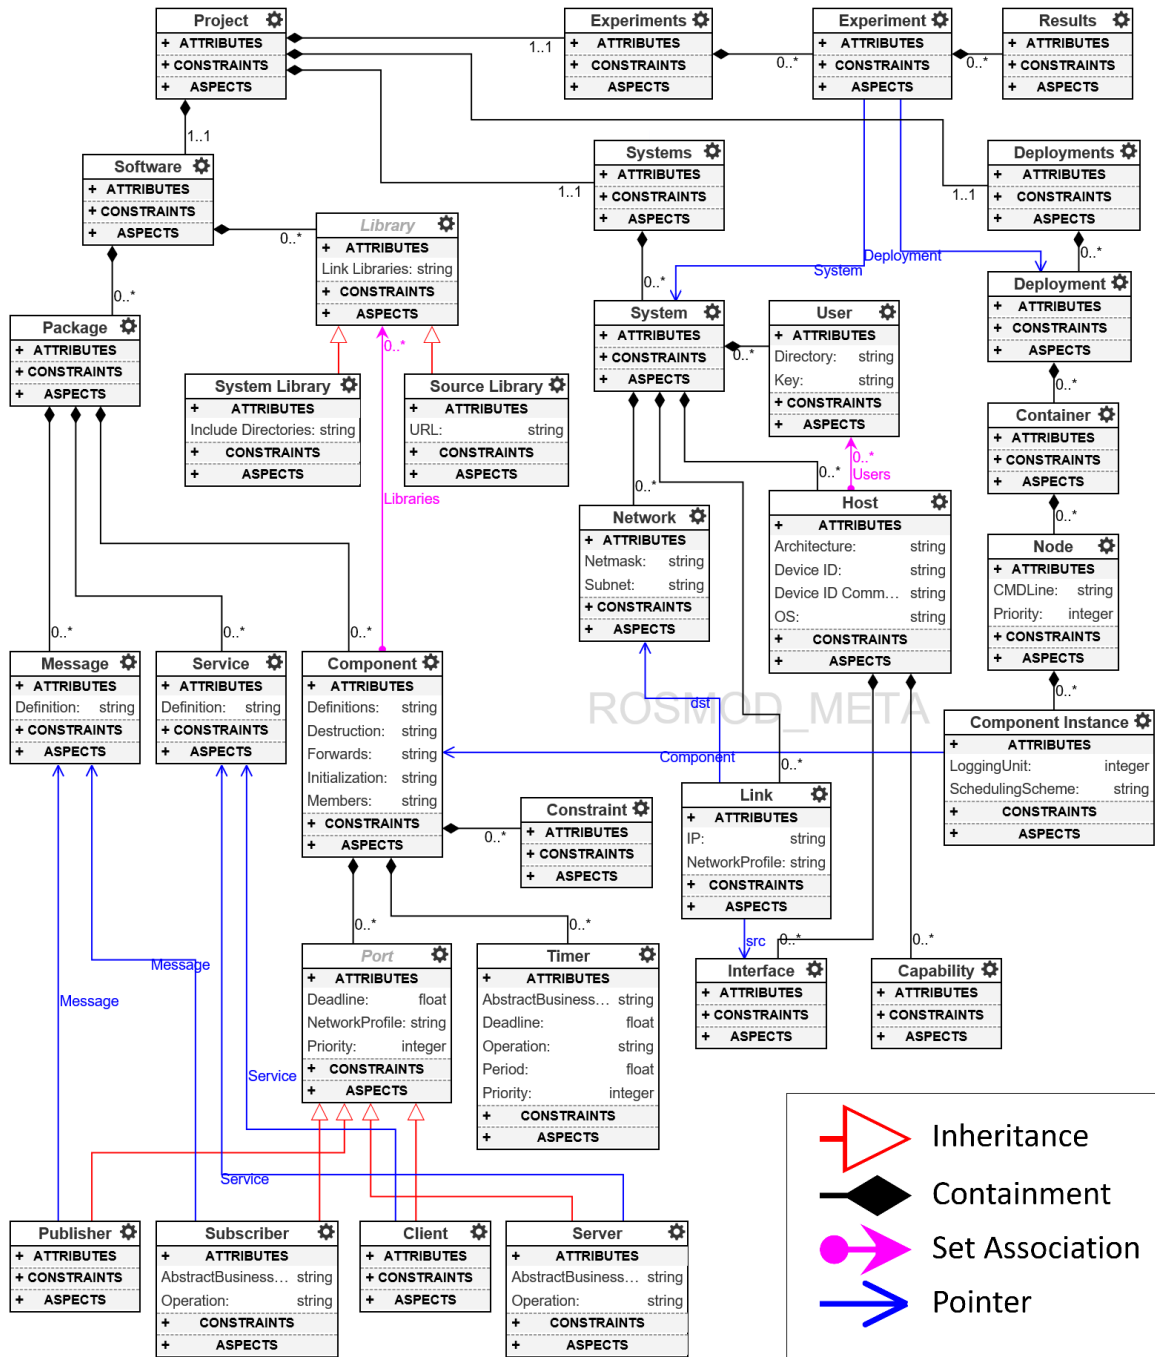 Project
+ ATTRIBUTES
+ CONSTRAINTS
+ ASPECTS
1..1
Experiments
+ ATTRIBUTES
+ CONSTRAINTS
+ ASPECTS
0..*
Experiment
+ ATTRIBUTES
+ CONSTRAINTS
+ ASPECTS
0..*
Results
+ ATTRIBUTES
+ CONSTRAINTS
+ ASPECTS
1..1
Software
+ ATTRIBUTES
+ CONSTRAINTS
+ ASPECTS
0..*
Library
+ ATTRIBUTES
Link Libraries: string
+ CONSTRAINTS
+ ASPECTS
1..1
Systems
+ ATTRIBUTES
+ CONSTRAINTS
+ ASPECTS
1..1
Deployments
+ ATTRIBUTES
+ CONSTRAINTS
+ ASPECTS
0..*
0..*
0..*
System
Deployment
Package
+ ATTRIBUTES
+ CONSTRAINTS
+ ASPECTS
0..*
System Library
+ ATTRIBUTES
Include Directories: string
+ CONSTRAINTS
+ ASPECTS
Source Library
+ ATTRIBUTES
URL: string
+ CONSTRAINTS
+ ASPECTS
Libraries
System
+ ATTRIBUTES
+ CONSTRAINTS
+ ASPECTS
0..*
User
+ ATTRIBUTES
Directory: string
Key: string
+ CONSTRAINTS
+ ASPECTS
0..*
Users
Deployment
+ ATTRIBUTES
+ CONSTRAINTS
+ ASPECTS
0..*
Container
+ ATTRIBUTES
+ CONSTRAINTS
+ ASPECTS
0..*
0..*
Network
+ ATTRIBUTES
Netmask: string
Subnet: string
+ CONSTRAINTS
+ ASPECTS
0..*
Host
+ ATTRIBUTES
Architecture: string
Device ID: string
Device ID Comm... string
OS: string
+ CONSTRAINTS
+ ASPECTS
Node
+ ATTRIBUTES
CMDLine: string
Priority: integer
+ CONSTRAINTS
+ ASPECTS
0..*
0..*
0..*
0..*
Message
+ ATTRIBUTES
Definition: string
+ CONSTRAINTS
+ ASPECTS
Service
+ ATTRIBUTES
Definition: string
+ CONSTRAINTS
+ ASPECTS
Component
+ ATTRIBUTES
Definitions: string
Destruction: string
Forwards: string
Initialization: string
Members: string
+ CONSTRAINTS
+ ASPECTS
ROSMOD_META
dst
Component
0..*
Component Instance
+ ATTRIBUTES
LoggingUnit: integer
SchedulingScheme: string
+ CONSTRAINTS
+ ASPECTS
0..*
Constraint
+ ATTRIBUTES
+ CONSTRAINTS
+ ASPECTS
Link
+ ATTRIBUTES
IP: string
NetworkProfile: string
+ CONSTRAINTS
+ ASPECTS
0..*
0..*
src
0..*
0..*
Port
+ ATTRIBUTES
Deadline: float
NetworkProfile: string
Priority: integer
+ CONSTRAINTS
+ ASPECTS
Timer
+ ATTRIBUTES
AbstractBusiness... string
Deadline: float
Operation: string
Period: float
Priority: integer
+ CONSTRAINTS
+ ASPECTS
Interface
+ ATTRIBUTES
+ CONSTRAINTS
+ ASPECTS
Capability
+ ATTRIBUTES
+ CONSTRAINTS
+ ASPECTS
Message
Message
Service
Service
Publisher
+ ATTRIBUTES
+ CONSTRAINTS
+ ASPECTS
Subscriber
+ ATTRIBUTES
AbstractBusiness... string
Operation: string
+ CONSTRAINTS
+ ASPECTS
Client
+ ATTRIBUTES
+ CONSTRAINTS
+ ASPECTS
Server
+ ATTRIBUTES
AbstractBusiness... string
Operation: string
+ CONSTRAINTS
+ ASPECTS
Inheritance
Containment
Set Association
Pointer